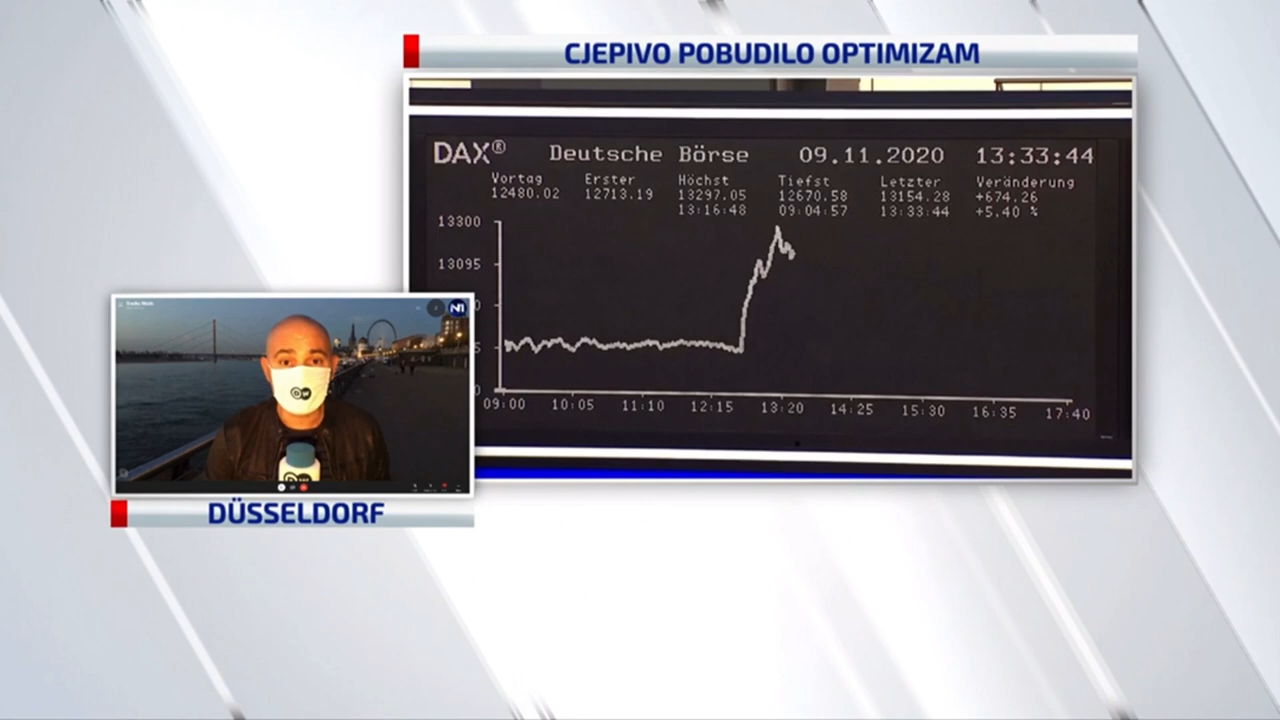 CJEPIVO POBUDILO OPTIMIZAM
DAX® Deutsche Börse 09.11.2020 13:33:44
Vortag Erster Höchst Tiefst Letzter Veränderung
12480.02 12713.19 13297.05 12670.58 13154.28 +674.26
13:16:48 09:04:57 13:33:44 +5.40 %
13300
13095
09:00 10:05 11:10 12:15 13:20 14:25 15:30 16:35 17:40
N1
DW
DÜSSELDORF